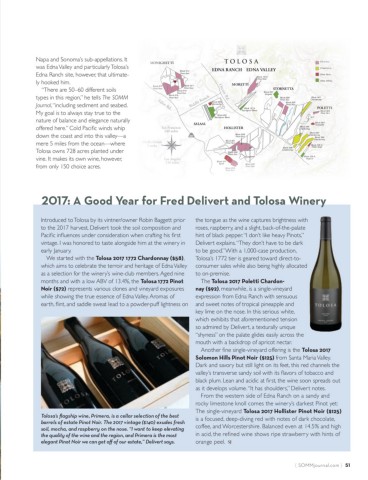 Napa and Sonoma's sub-appellations. It
was Edna Valley and particularly Tolosa's
Edna Ranch site, however, that ultimate-
ly hooked him.
"There are 50–60 different soil
types in this region," he tells The SOMM
Journal, "including sediment and seabed.
My goal is to always stay true to the
nature of balance and elegance naturally
offered here." Cold Pacific winds whip
down the coast and into this valley—a
mere 5 miles from the ocean—where
Tolosa owns 728 acres planted under
vine. It makes its own wine, however,
from only 150 choice acres.
TOLOSA
EDNA RANCH EDNA VALLEY
MORETTI
HOLLISTER
POLETTI
2017: A Good Year for Fred Delivert and Tolosa Winery
Introduced to Tolosa by its vintner/owner Robin Baggett prior
to the 2017 harvest, Delivert took the soil composition and
Pacific influences under consideration when crafting his first
vintage. I was honored to taste alongside him at the winery in
early January.
We started with the Tolosa 2017 1772 Chardonnay ($58),
which aims to celebrate the terroir and heritage of Edna Valley
as a selection for the winery's wine club members. Aged nine
months and with a low ABV of 13.4%, the Tolosa 1772 Pinot
Noir ($72) represents various clones and vineyard exposures
while showing the true essence of Edna Valley. Aromas of
earth, flint, and saddle sweat lead to a powder-puff lightness on
Tolosa's flagship wine, Primera, is a cellar selection of the best
barrels of estate Pinot Noir. The 2017 vintage ($140) exudes fresh
soil, mocha, and raspberry on the nose. "I want to keep elevating
the quality of the wine and the region, and Primera is the most
elegant Pinot Noir we can get off of our estate," Delivert says.
the tongue as the wine captures brightness with
roses, raspberry, and a slight, back-of-the-palate
hint of black pepper. "I don't like heavy Pinots,"
Delivert explains. "They don't have to be dark
to be good." With a 1,000-case production,
Tolosa's 1772 tier is geared toward direct-to-
consumer sales while also being highly allocated
to on-premise.
The Tolosa 2017 Poletti Chardon-
nay ($92), meanwhile, is a single-vineyard
expression from Edna Ranch with sensuous
and sweet notes of tropical pineapple and
key lime on the nose. In this serious white,
which exhibits that aforementioned tension
so admired by Delivert, a texturally unique
"shyness" on the palate glides easily across the
mouth with a backdrop of apricot nectar.
Another fine single-vineyard offering is the Tolosa 2017
Solomon Hills Pinot Noir ($125) from Santa Maria Valley.
Dark and savory but still light on its feet, this red channels the
valley's transverse sandy soil with its flavors of tobacco and
black plum. Lean and acidic at first, the wine soon spreads out
as it develops volume. "It has shoulders," Delivert notes.
From the western side of Edna Ranch on a sandy and
rocky limestone knoll comes the winery's darkest Pinot yet:
The single-vineyard Tolosa 2017 Hollister Pinot Noir ($125)
is a focused, deep-diving red with notes of dark chocolate,
coffee, and Worcestershire. Balanced even at 14.5% and high
in acid, the refined wine shows ripe strawberry with hints of
orange peel.
TOLOSA
SOMMjournal.com | 51